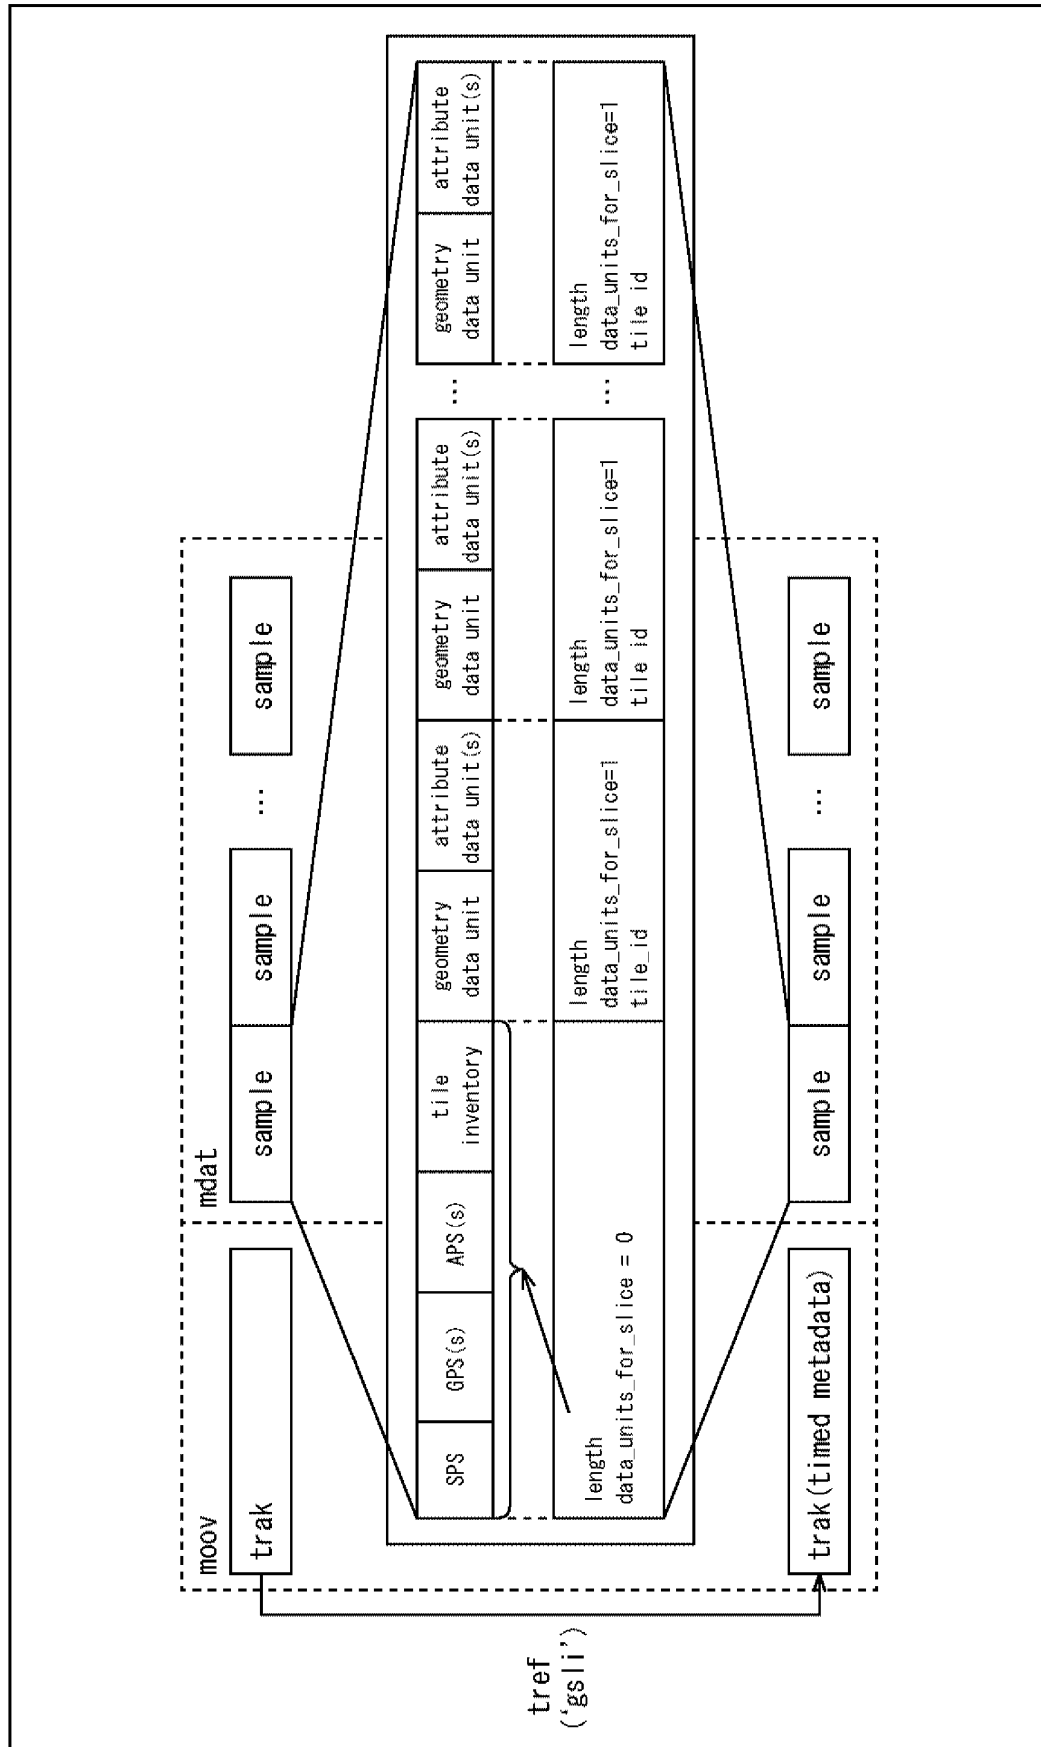 moov
mdat
trak
sample
sample
...
sample
SPS
GPS(s)
APS(s)
tile
inventory
geometry
data unit
attribute
data unit(s)
geometry
data unit
attribute
data unit(s)
...
geometry
data unit
attribute
data unit(s)
length
data_units_for_slice = 0
length
data_units_for_slice=1
tile_id
length
data_units_for_slice=1
tile id
...
length
data_units_for_slice=1
tile id
trak(timed metadata)
sample
sample
...
sample
tref
(‘gsli’)